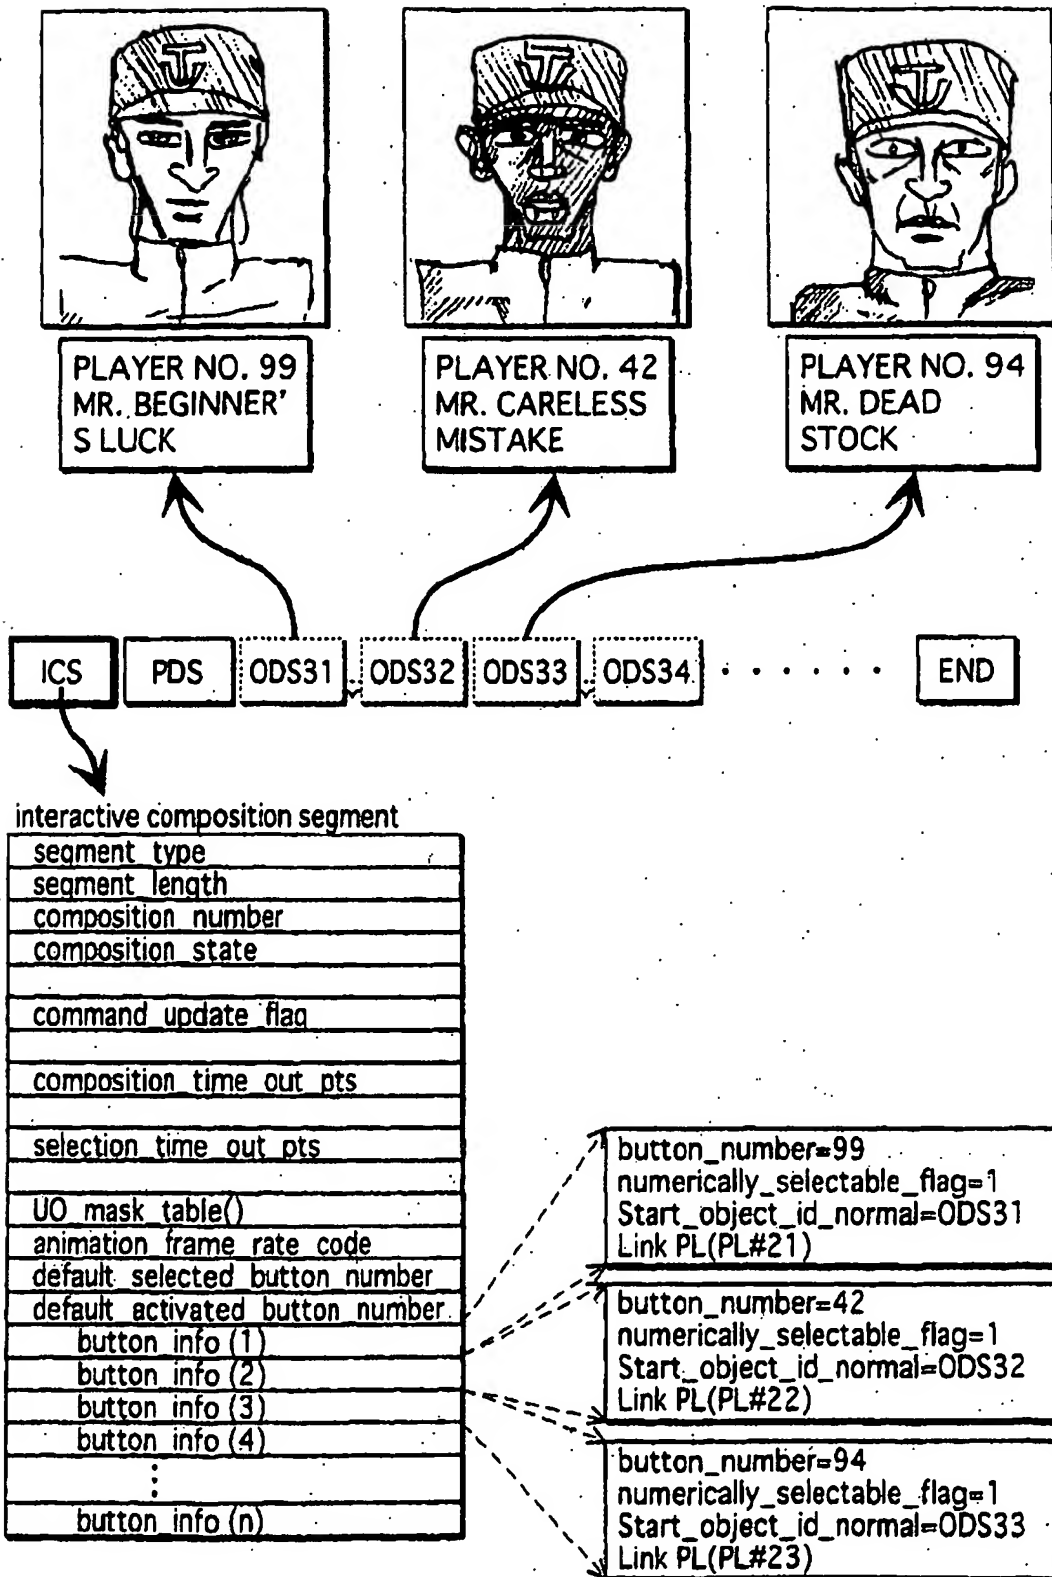 PLAYER NO. 99
MR. BEGINNER'
S LUCK
PLAYER NO. 42
MR. CARELESS
MISTAKE
PLAYER NO. 94
MR. DEAD
STOCK
ICS PDS ODS31 ODS32 ODS33 ODS34 · · · · · · · END
interactive composition segment
segment_type
segment_length
composition_number
composition_state
command_update_flag
composition_time_out_pts
selection_time_out_pts
UO_mask_table()
animation_frame_rate_code
default_selected_button_number
default_activated_button_number
button_info (1)
button_info (2)
button_info (3)
button_info (4)
⋮
button_info (n)
button_number=99
numerically_selectable_flag=1
Start_object_id_normal=ODS31
Link PL(PL#21)
button_number=42
numerically_selectable_flag=1
Start_object_id_normal=ODS32
Link PL(PL#22)
button_number=94
numerically_selectable_flag=1
Start_object_id_normal=ODS33
Link PL(PL#23)